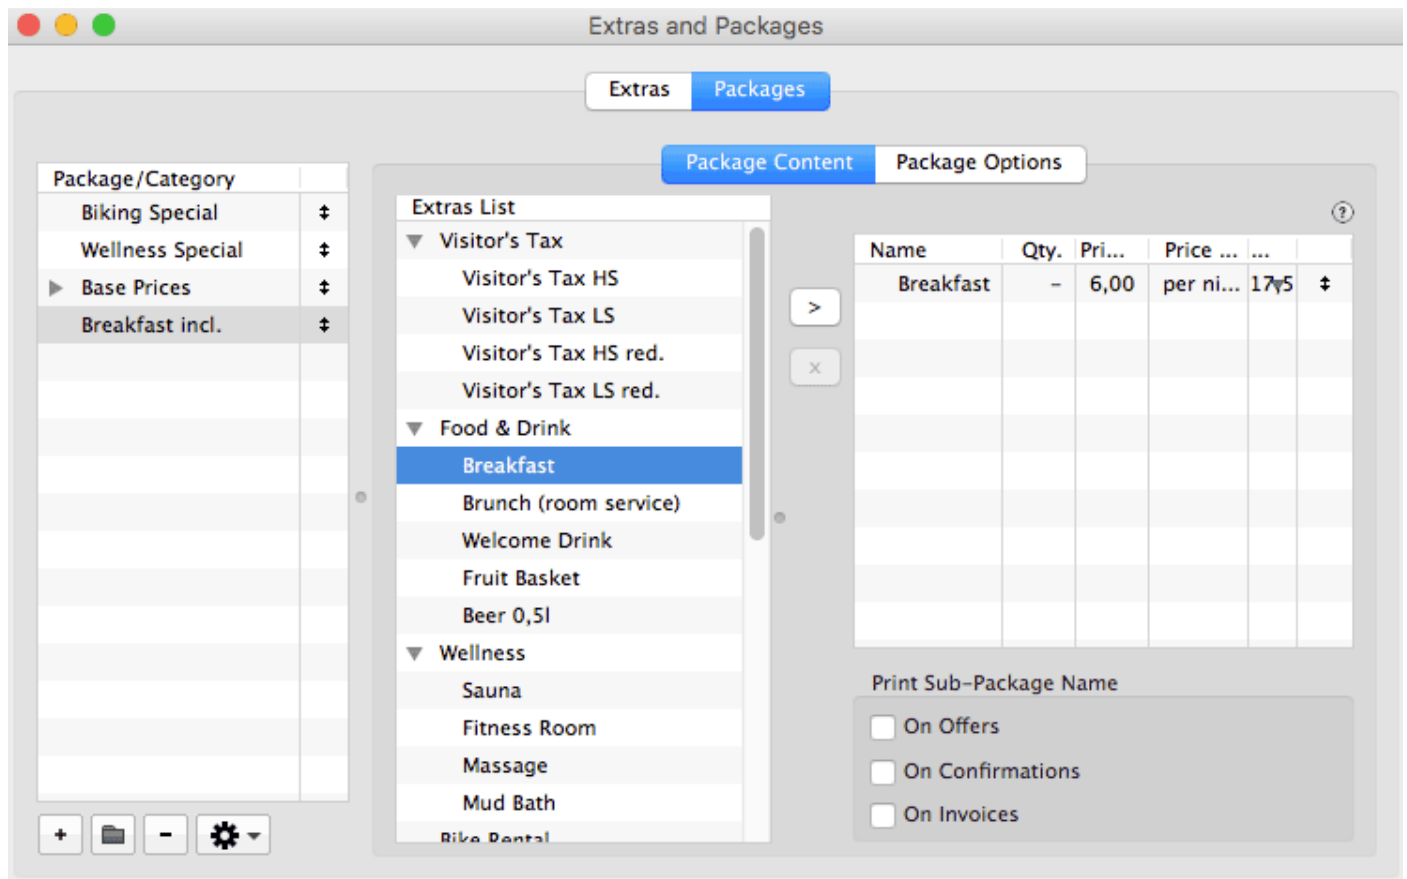 Extras and Packages
Extras Packages
Package Content Package Options
Package/Category
Biking Special
Wellness Special
Base Prices
Breakfast incl.
Extras List
Visitor's Tax
Visitor's Tax HS
Visitor's Tax LS
Visitor's Tax HS red.
Visitor's Tax LS red.
Food & Drink
Breakfast
Brunch (room service)
Welcome Drink
Fruit Basket
Beer 0,5l
Wellness
Sauna
Fitness Room
Massage
Mud Bath
Bike Rental
>
x
?
Name Qty. Pri... Price ... ...
Breakfast – 6,00 per ni...
Print Sub-Package Name
On Offers
On Confirmations
On Invoices
+ -